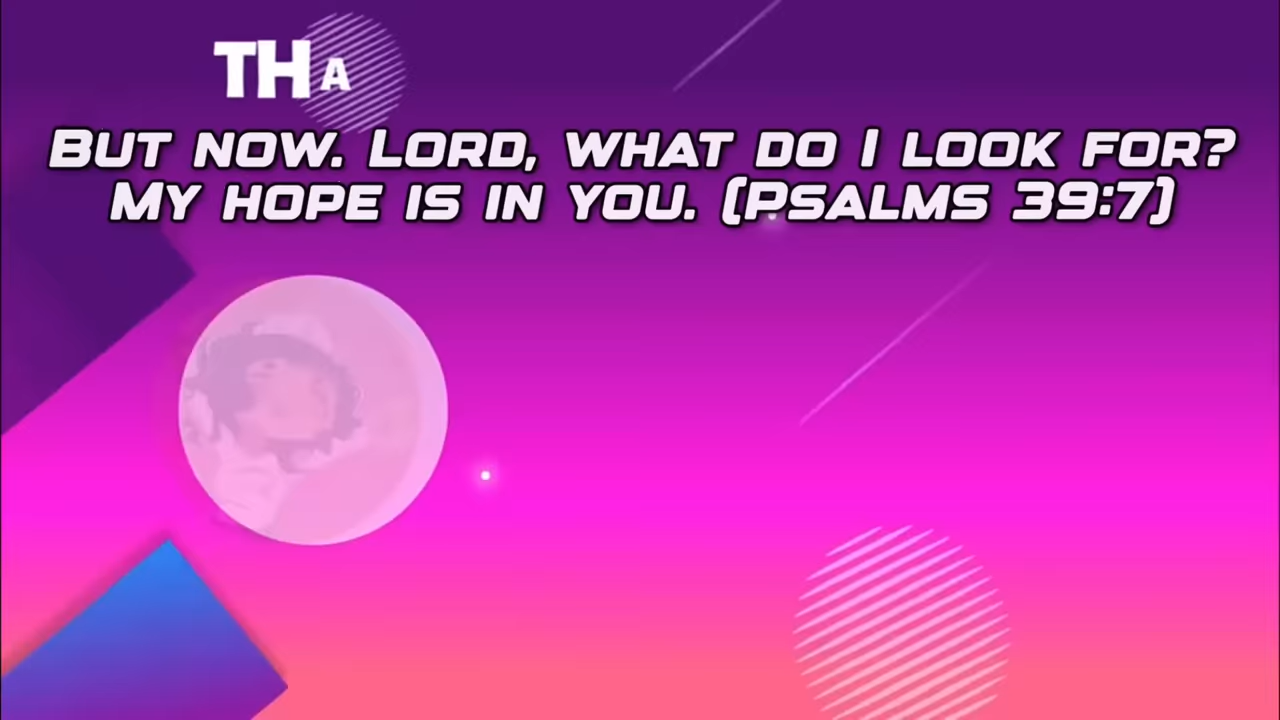 THA
BUT NOW. LORD, WHAT DO I LOOK FOR?
MY HOPE IS IN YOU. (PSALMS 39:7)